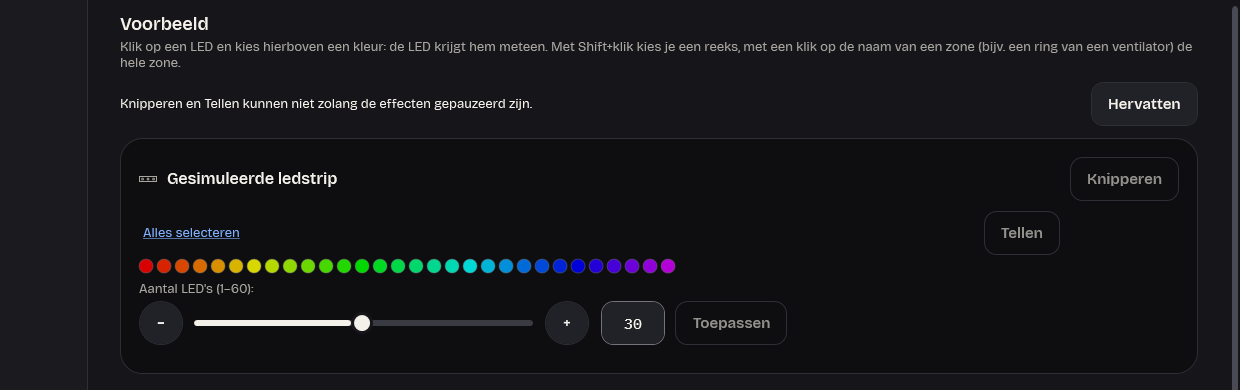 Voorbeeld
Klik op een LED en kies hierboven een kleur: de LED krijgt hem meteen. Met Shift+klik kies je een reeks, met een klik op de naam van een zone (bijv. een ring van een ventilator) de
hele zone.
Knipperen en Tellen kunnen niet zolang de effecten gepauzeerd zijn.
Hervatten
Gesimuleerde ledstrip
Knipperen
Alles selecteren
Tellen
Aantal LED's (1–60):
-
+
30
Toepassen